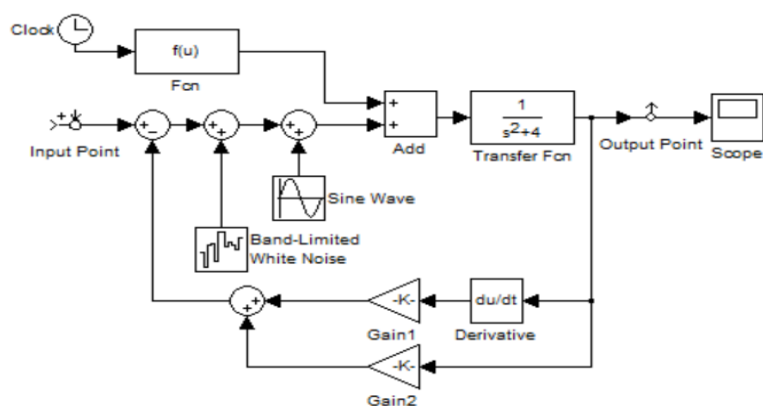 Clock
f(u)
Fcn
Input Point
+
−
+
+
+
+
+
+
Add
1
s²+4
Transfer Fcn
Output Point
Scope
Sine Wave
Band-Limited
White Noise
+
+
-K-
Gain1
du/dt
Derivative
-K-
Gain2